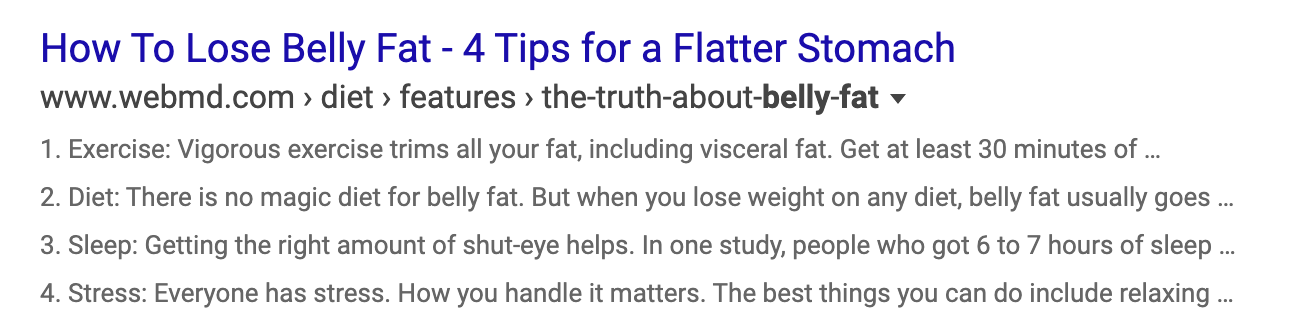 How To Lose Belly Fat - 4 Tips for a Flatter Stomach
www.webmd.com › diet › features › the-truth-about-belly-fat
1. Exercise: Vigorous exercise trims all your fat, including visceral fat. Get at least 30 minutes of ...
2. Diet: There is no magic diet for belly fat. But when you lose weight on any diet, belly fat usually goes ...
3. Sleep: Getting the right amount of shut-eye helps. In one study, people who got 6 to 7 hours of sleep ...
4. Stress: Everyone has stress. How you handle it matters. The best things you can do include relaxing ...